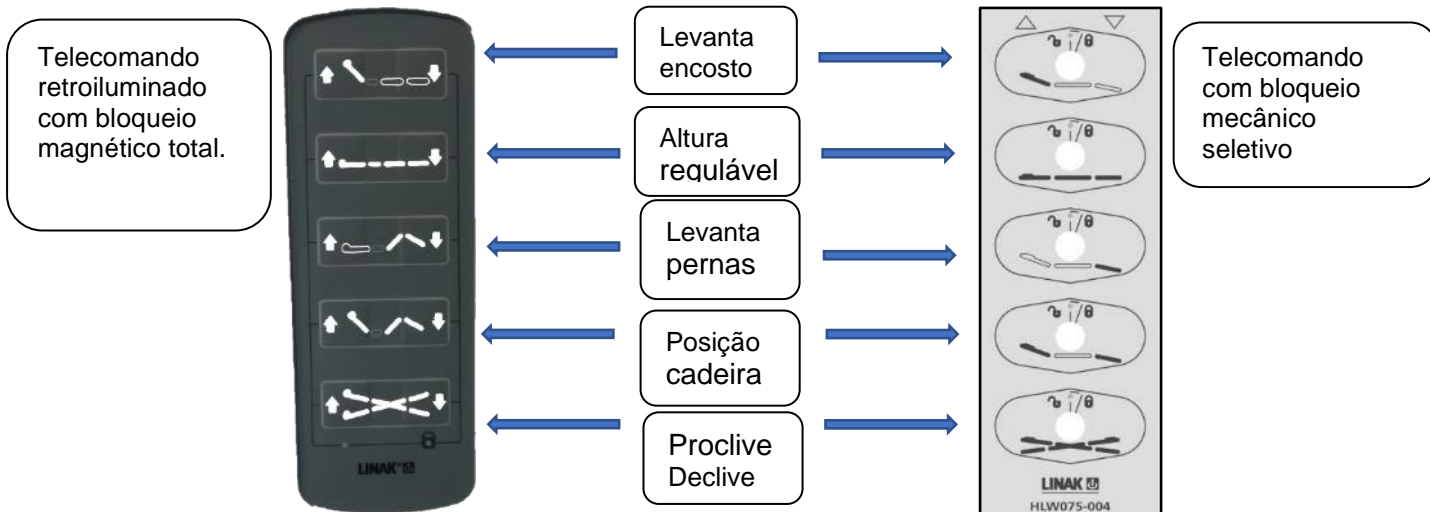 Telecomando
retroiluminado
com bloqueio
magnético total.
LINAK
Levanta
encosto
Altura
regulável
Levanta
pernas
Posição
cadeira
Proclive
Declive
LINAK
HLW075-004
Telecomando
com bloqueio
mecânico
seletivo